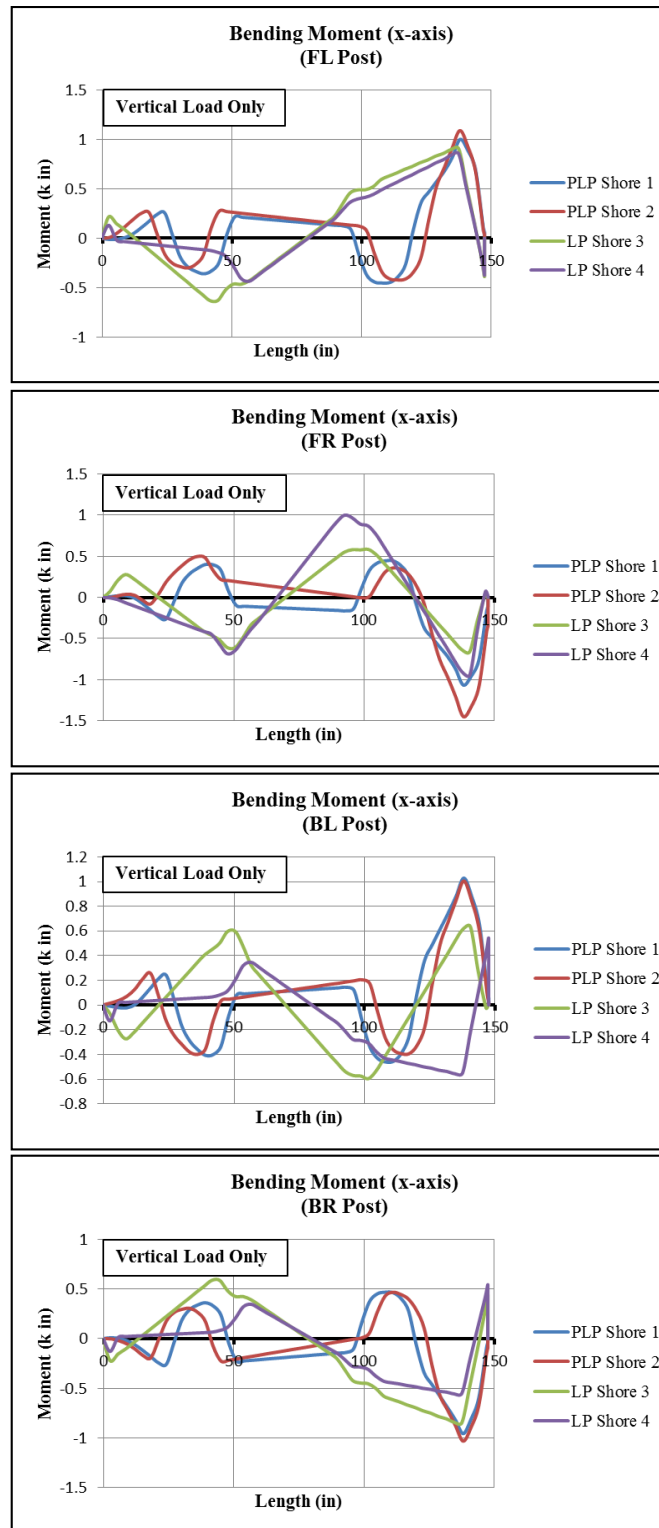 Bending Moment (x-axis)
(FL Post)
Vertical Load Only
1.5
1
0.5
0
-0.5
-1
0
50
100
150
Moment (k in)
Length (in)
PLP Shore 1
PLP Shore 2
LP Shore 3
LP Shore 4
Bending Moment (x-axis)
(FR Post)
Vertical Load Only
1.5
1
0.5
0
-0.5
-1
-1.5
0
50
100
150
Moment (k in)
Length (in)
PLP Shore 1
PLP Shore 2
LP Shore 3
LP Shore 4
Bending Moment (x-axis)
(BL Post)
Vertical Load Only
1.2
1
0.8
0.6
0.4
0.2
0
-0.2
-0.4
-0.6
-0.8
0
50
100
150
Moment (k in)
Length (in)
PLP Shore 1
PLP Shore 2
LP Shore 3
LP Shore 4
Bending Moment (x-axis)
(BR Post)
Vertical Load Only
1
0.5
0
-0.5
-1
-1.5
0
50
100
150
Moment (k in)
Length (in)
PLP Shore 1
PLP Shore 2
LP Shore 3
LP Shore 4